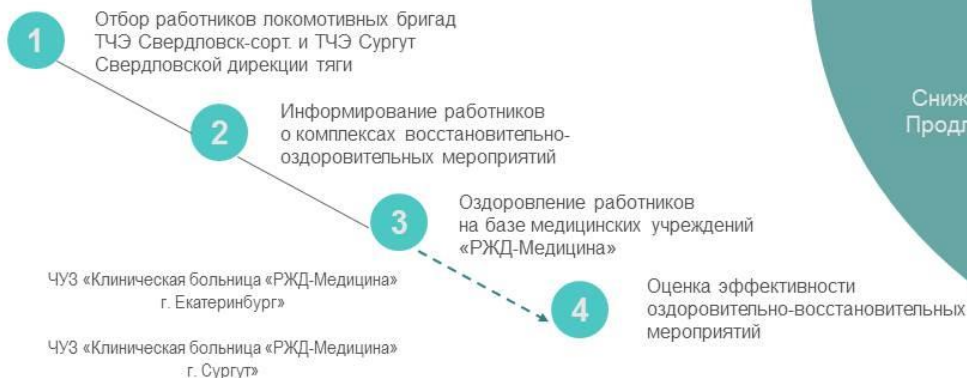 1
Отбор работников локомотивных бригад
ТЧЭ Свердловск-сорт. и ТЧЭ Сургут
Свердловской дирекции тяги
2
Информирование работников
о комплексах восстановительно-
оздоровительных мероприятий
3
Оздоровление работников
на базе медицинских учреждений
«РЖД-Медицина»
4
Оценка эффективности
оздоровительно-восстановительных
мероприятий
ЧУЗ «Клиническая больница «РЖД-Медицина»
г. Екатеринбург»
ЧУЗ «Клиническая больница «РЖД-Медицина»
г. Сургут»